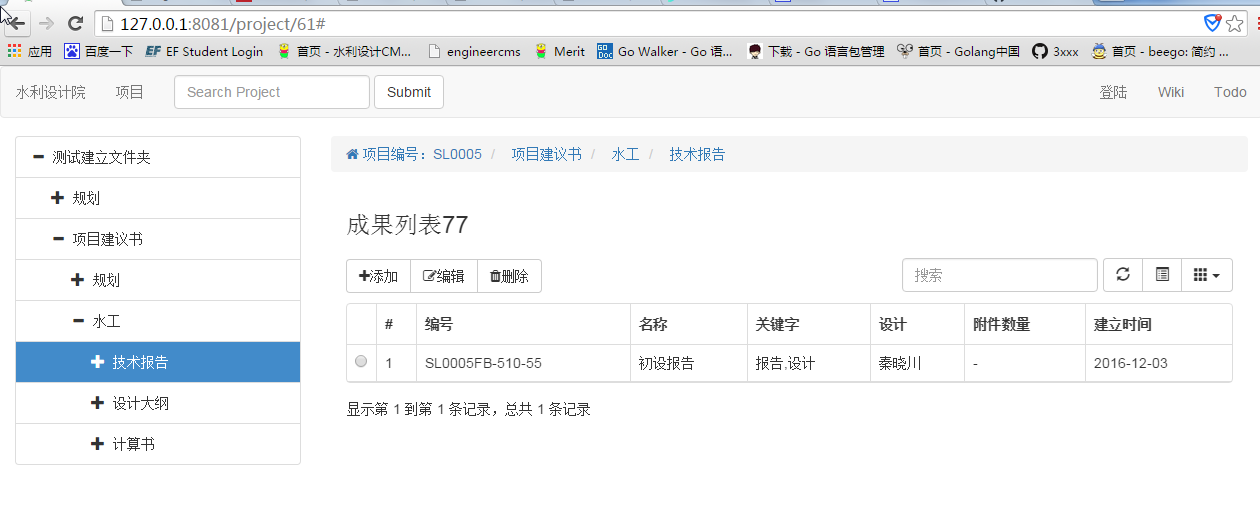 127.0.0.1:8081/project/61#
应用 百度一下 EF EF Student Login 首页 - 水利设计CM... engineercms Merit GO DOC Go Walker - Go 语... 下载 - Go 语言包管理 首页 - Golang中国 3xxx 首页 - beego: 简约 ...
水利设计院 项目 Search Project Submit 登陆 Wiki Todo
测试建立文件夹
规划
项目建议书
规划
水工
技术报告
设计大纲
计算书
项目编号：SL0005 / 项目建议书 / 水工 / 技术报告
成果列表77
添加 编辑 删除 搜索
# 编号 名称 关键字 设计 附件数量 建立时间
1 SL0005FB-510-55 初设报告 报告,设计 秦晓川 - 2016-12-03
显示第 1 到第 1 条记录，总共 1 条记录